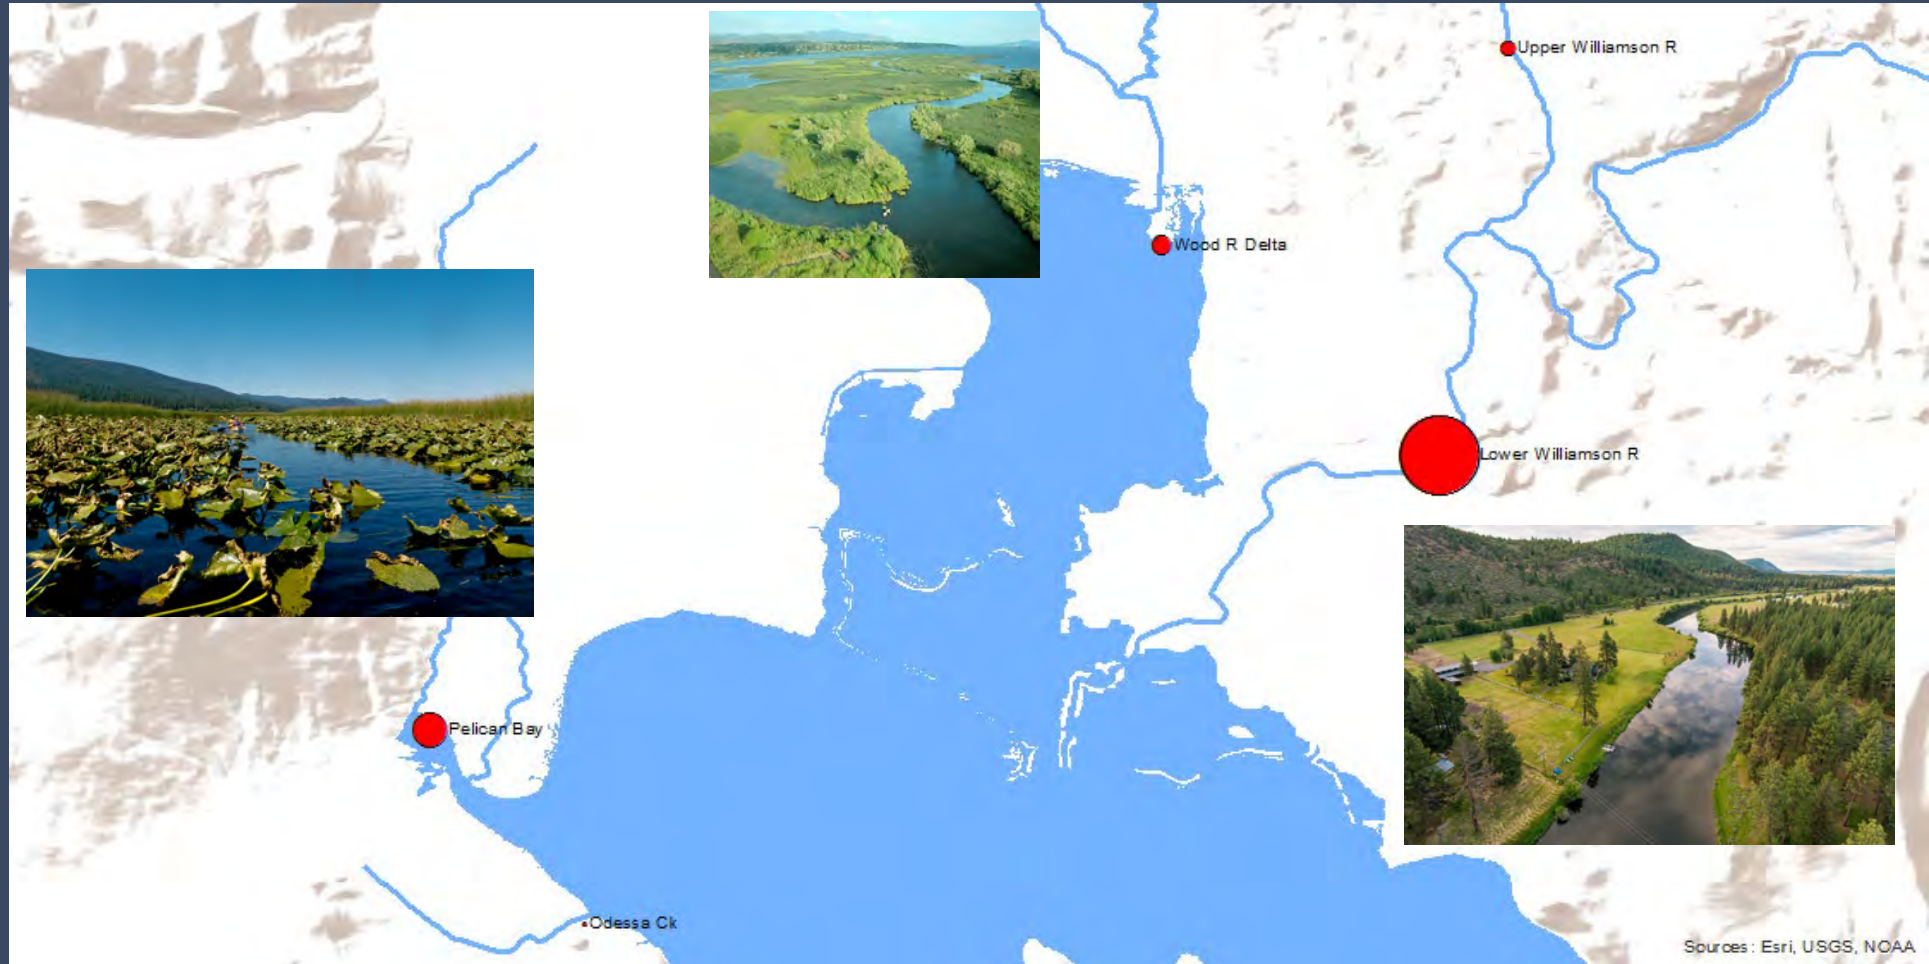 Upper Williamson R
Wood R Delta
Lower Williamson R
Pelican Bay
Odessa Ck
Sources: Esri, USGS, NOAA